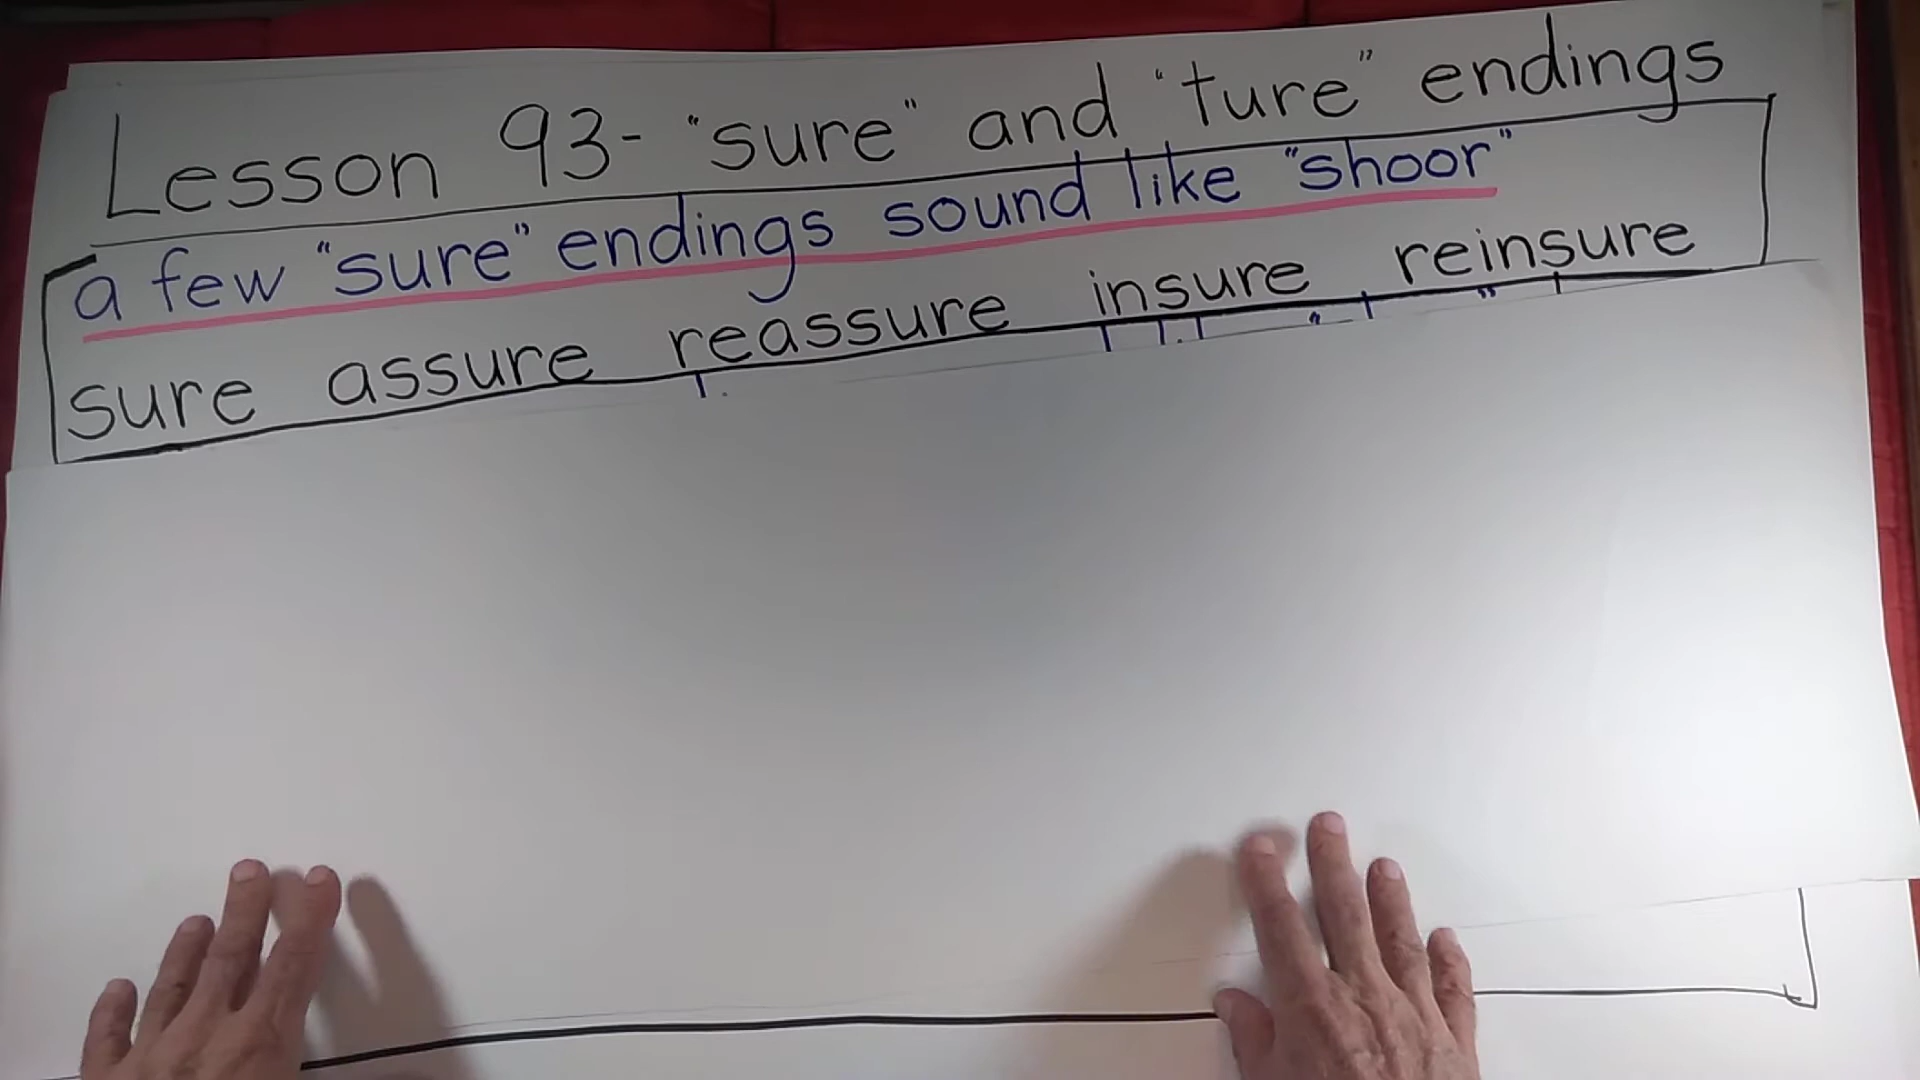 Lesson 93- "sure" and "ture" endings
a few "sure" endings sound like "shoor"
sure assure reassure insure reinsure